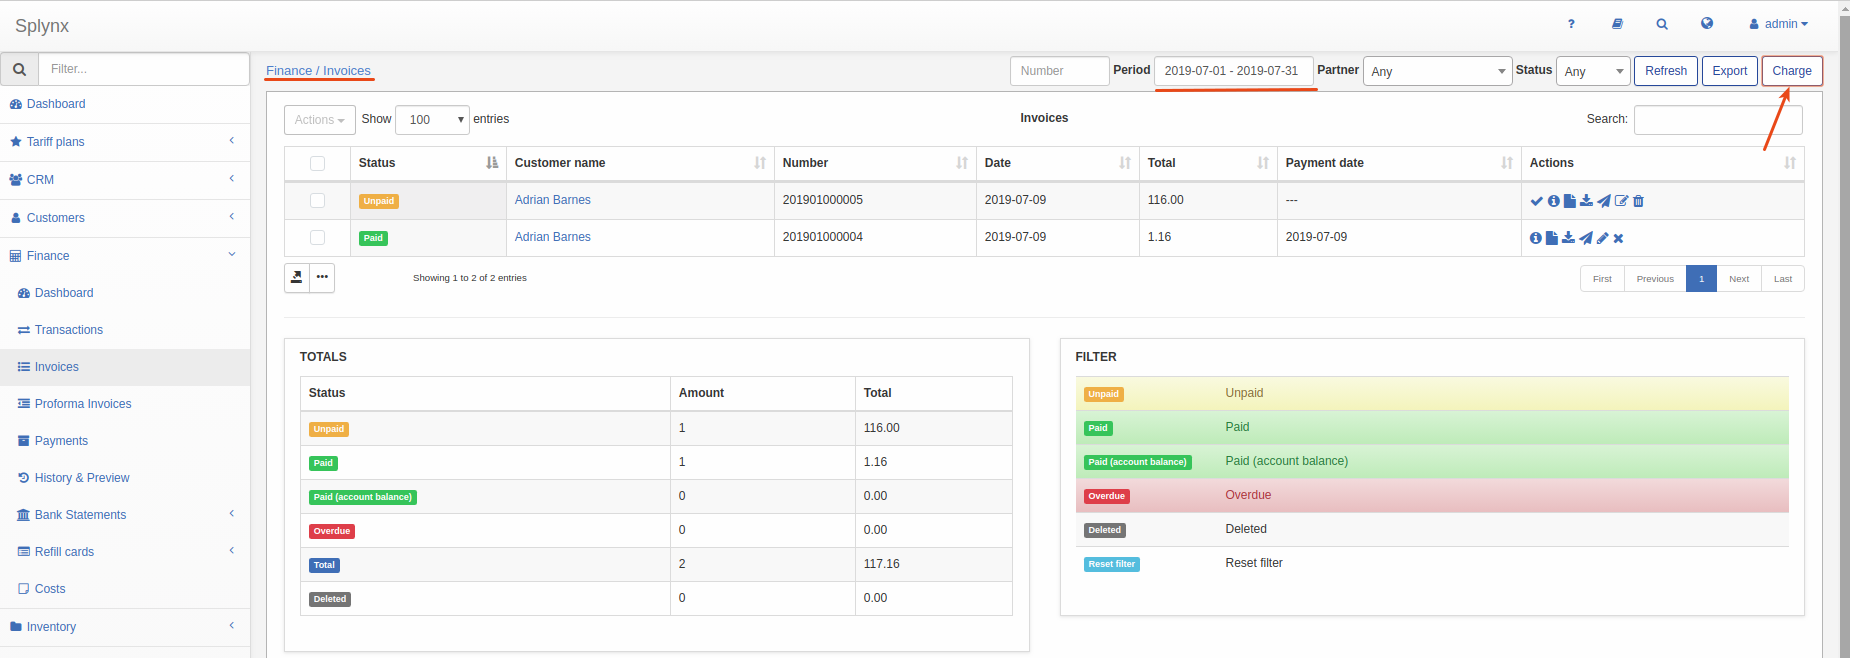 Splynx
? admin
Filter...
Finance / Invoices
Number Period 2019-07-01 - 2019-07-31 Partner Any Status Any Refresh Export Charge
Dashboard
Tariff plans
CRM
Customers
Finance
Dashboard
Transactions
Invoices
Proforma Invoices
Payments
History & Preview
Bank Statements
Refill cards
Costs
Inventory
Actions Show 100 entries
Invoices
Search:
Status Customer name Number Date Total Payment date Actions
Unpaid Adrian Barnes 201901000005 2019-07-09 116.00 ---
Paid Adrian Barnes 201901000004 2019-07-09 1.16 2019-07-09
Showing 1 to 2 of 2 entries
First Previous 1 Next Last
TOTALS
Status Amount Total
Unpaid 1 116.00
Paid 1 1.16
Paid (account balance) 0 0.00
Overdue 0 0.00
Total 2 117.16
Deleted 0 0.00
FILTER
Unpaid Unpaid
Paid Paid
Paid (account balance) Paid (account balance)
Overdue Overdue
Deleted Deleted
Reset filter Reset filter